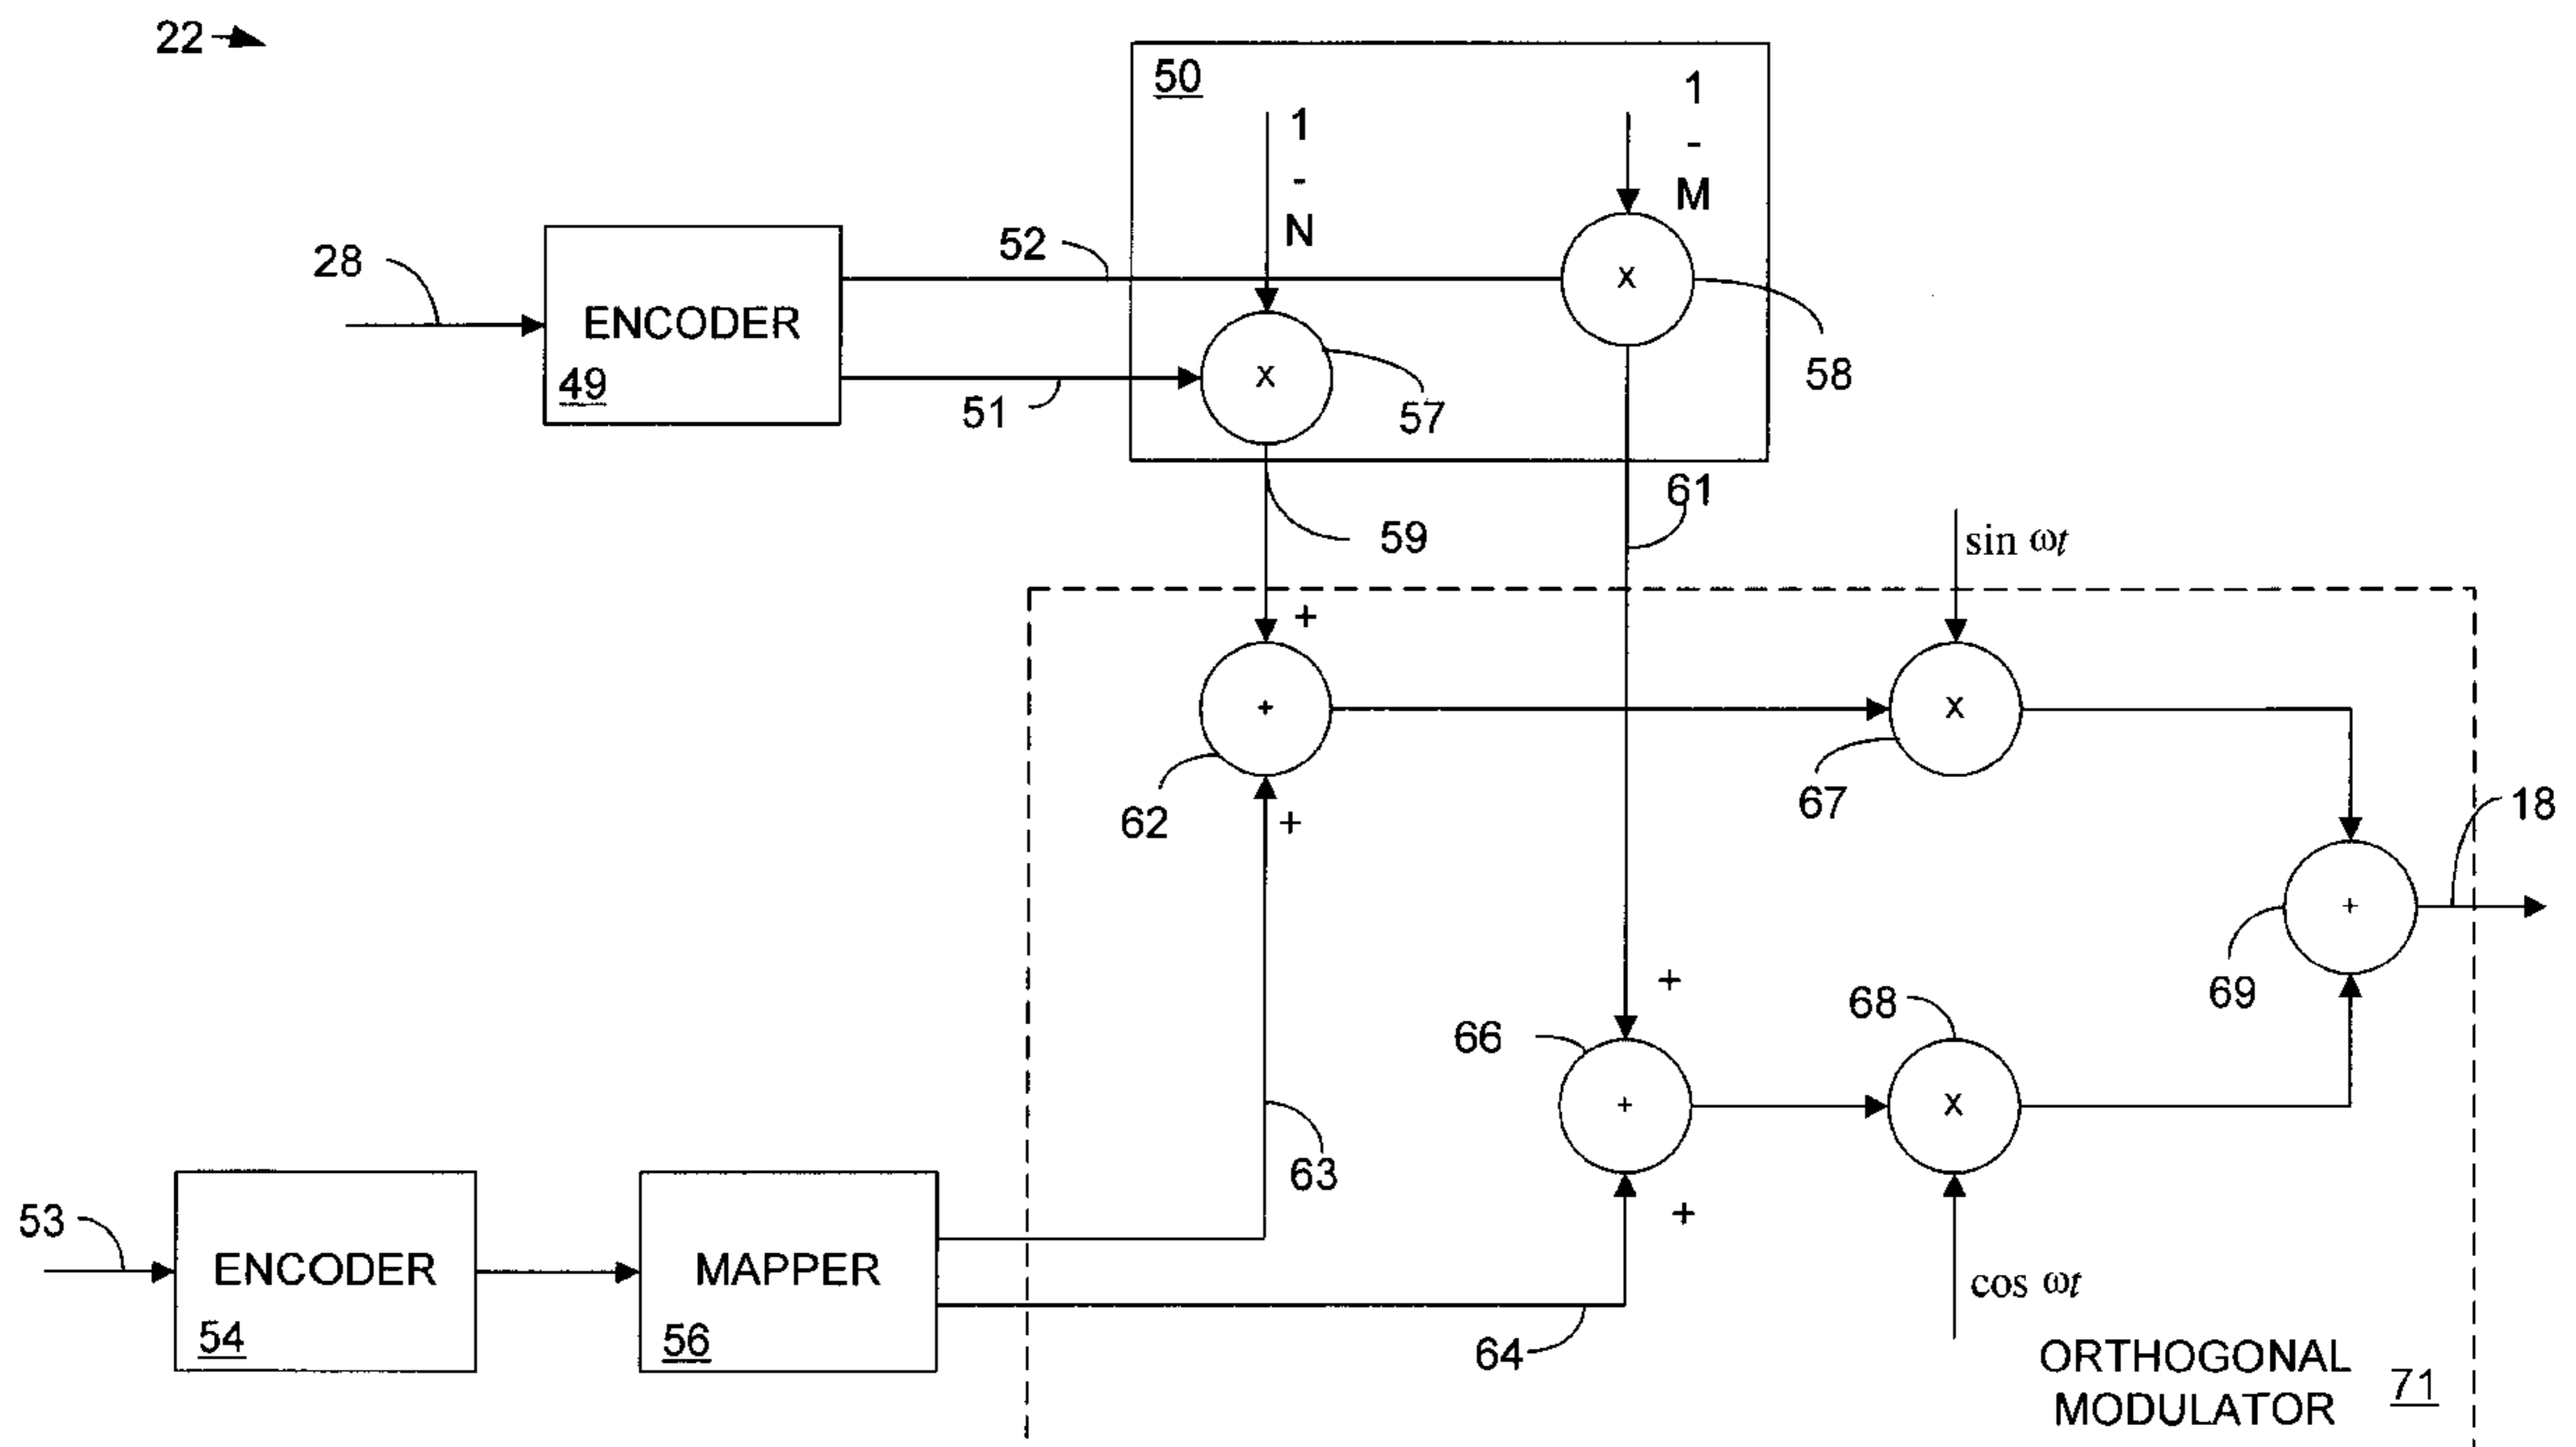 22
50
1
-
N
1
-
M
52
28
ENCODER
49
x
x
58
51
57
61
59
sin ωt
+
+
x
62
+
67
18
+
+
69
66
68
+
x
63
+
53
ENCODER
54
MAPPER
56
cos ωt
64
ORTHOGONAL
MODULATOR
71